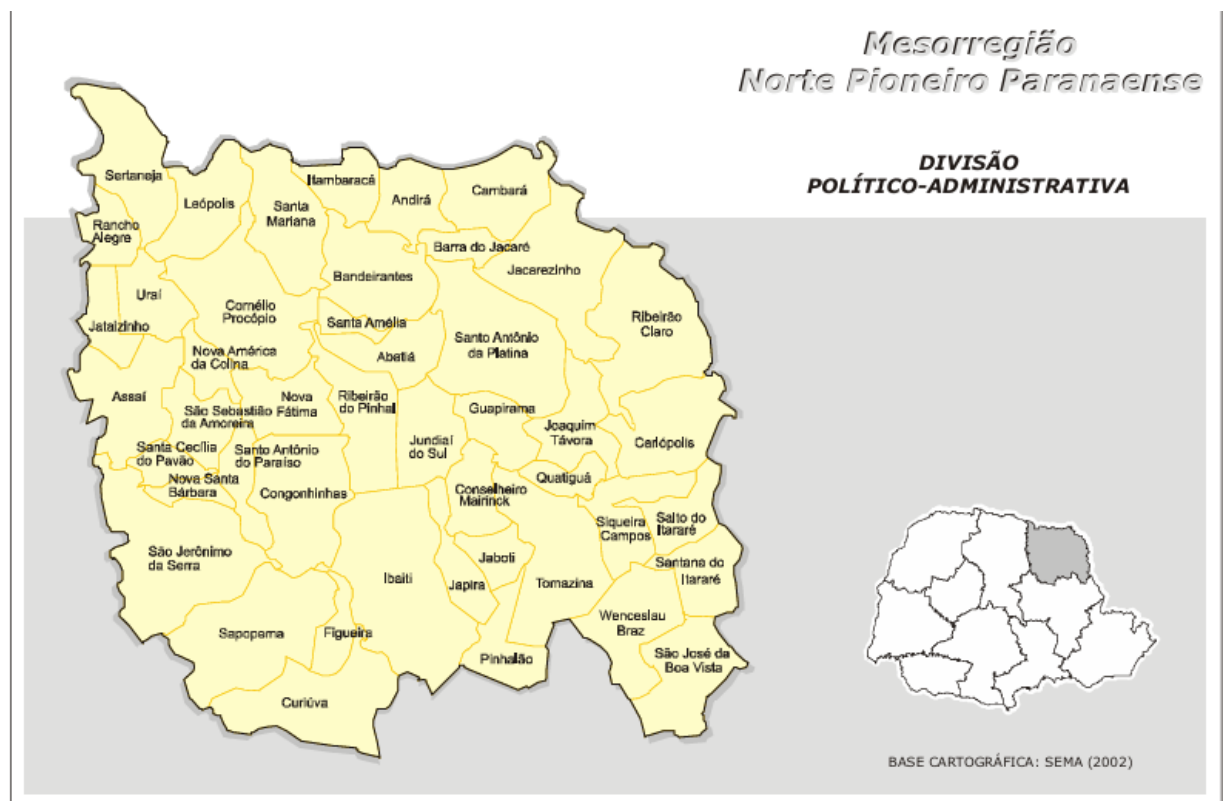 Mesorregião
Norte Pioneiro Paranaense
DIVISÃO
POLÍTICO-ADMINISTRATIVA
Sertaneja
Leópolis
Santa
Mariana
Itambaracá
Andirá
Cambará
Rancho
Alegre
Barra do Jacaré
Jacarezinho
Bandeirantes
Uraí
Cornélio
Procópio
Jataizinho
Santa Amélia
Ribeirão
Claro
Santo Antônio
da Platina
Abatiá
Nova América
da Colina
Assaí
Nova
Fátima
Ribeirão
do Pinhal
São Sebastião
da Amoreira
Guapirama
Joaquim
Távora
Carlópolis
Jundiaí
do Sul
Santa Cecília
do Pavão
Santo Antônio
do Paraíso
Nova Santa
Bárbara
Congonhinhas
Quatiguá
Conselheiro
Mairinck
Siqueira
Campos
Salto do
Itararé
São Jerônimo
da Serra
Ibaiti
Jaboti
Japira
Tomazina
Santana do
Itararé
Wenceslau
Braz
Sapopema
Figueira
Pinhalão
São José da
Boa Vista
Curiúva
BASE CARTOGRÁFICA: SEMA (2002)